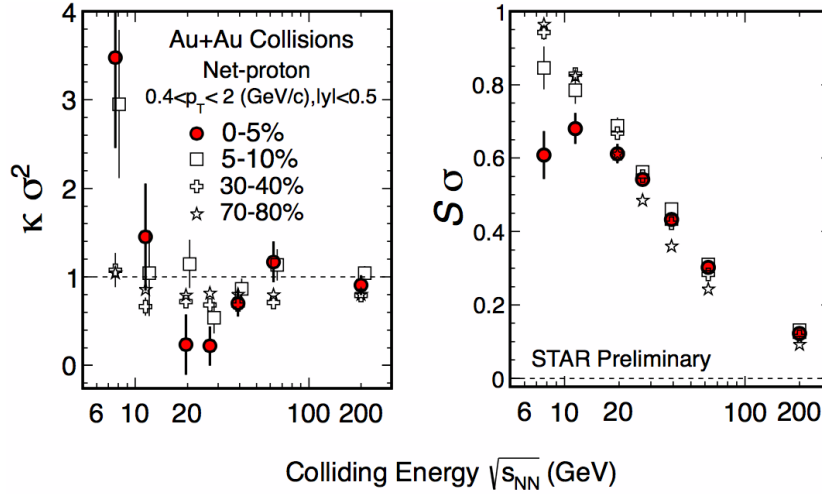 4
3
2
1
0
κ σ²
Au+Au Collisions
Net-proton
0.4<p_T< 2 (GeV/c),|y|<0.5
0-5%
5-10%
30-40%
70-80%
6 10 20 100 200
1
0.8
0.6
0.4
0.2
0
S σ
STAR Preliminary
6 10 20 100 200
Colliding Energy √s_NN (GeV)